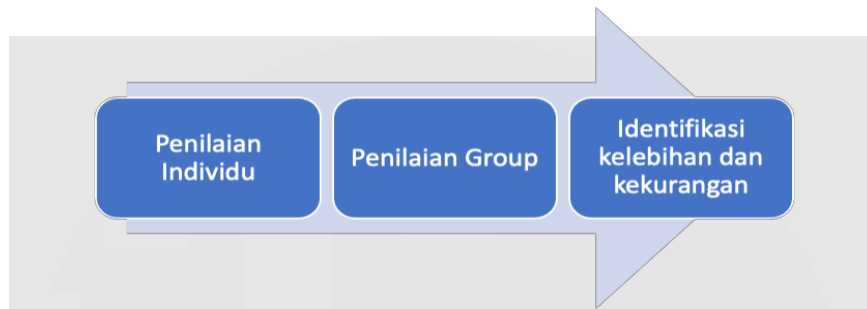 Penilaian
Individu
Penilaian Group
Identifikasi
kelebihan dan
kekurangan